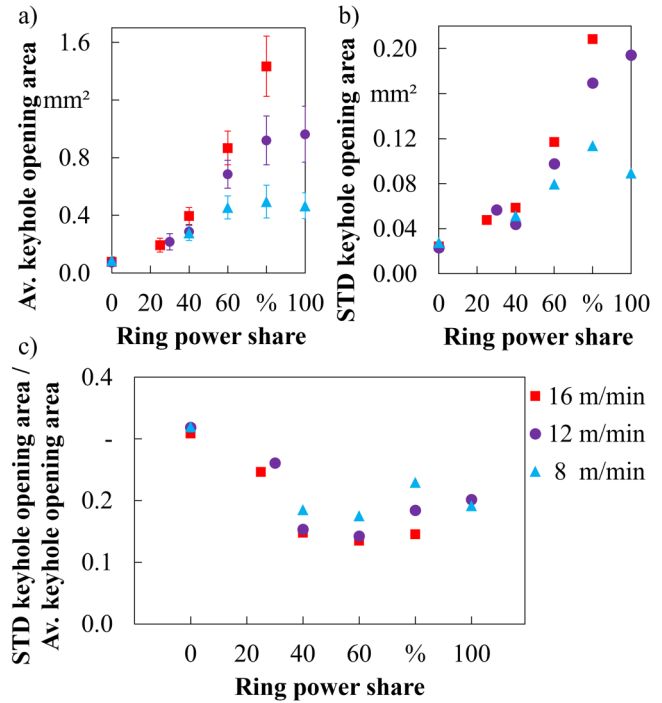 a)
Av. keyhole opening area
1.6
mm²
0.8
0.4
0.0
0 20 40 60 % 100
Ring power share
b)
STD keyhole opening area
0.20
mm²
0.12
0.08
0.04
0.00
0 20 40 60 % 100
Ring power share
c)
STD keyhole opening area /
Av. keyhole opening area
0.4
-
0.2
0.1
0.0
0 20 40 60 % 100
Ring power share
16 m/min
12 m/min
8 m/min